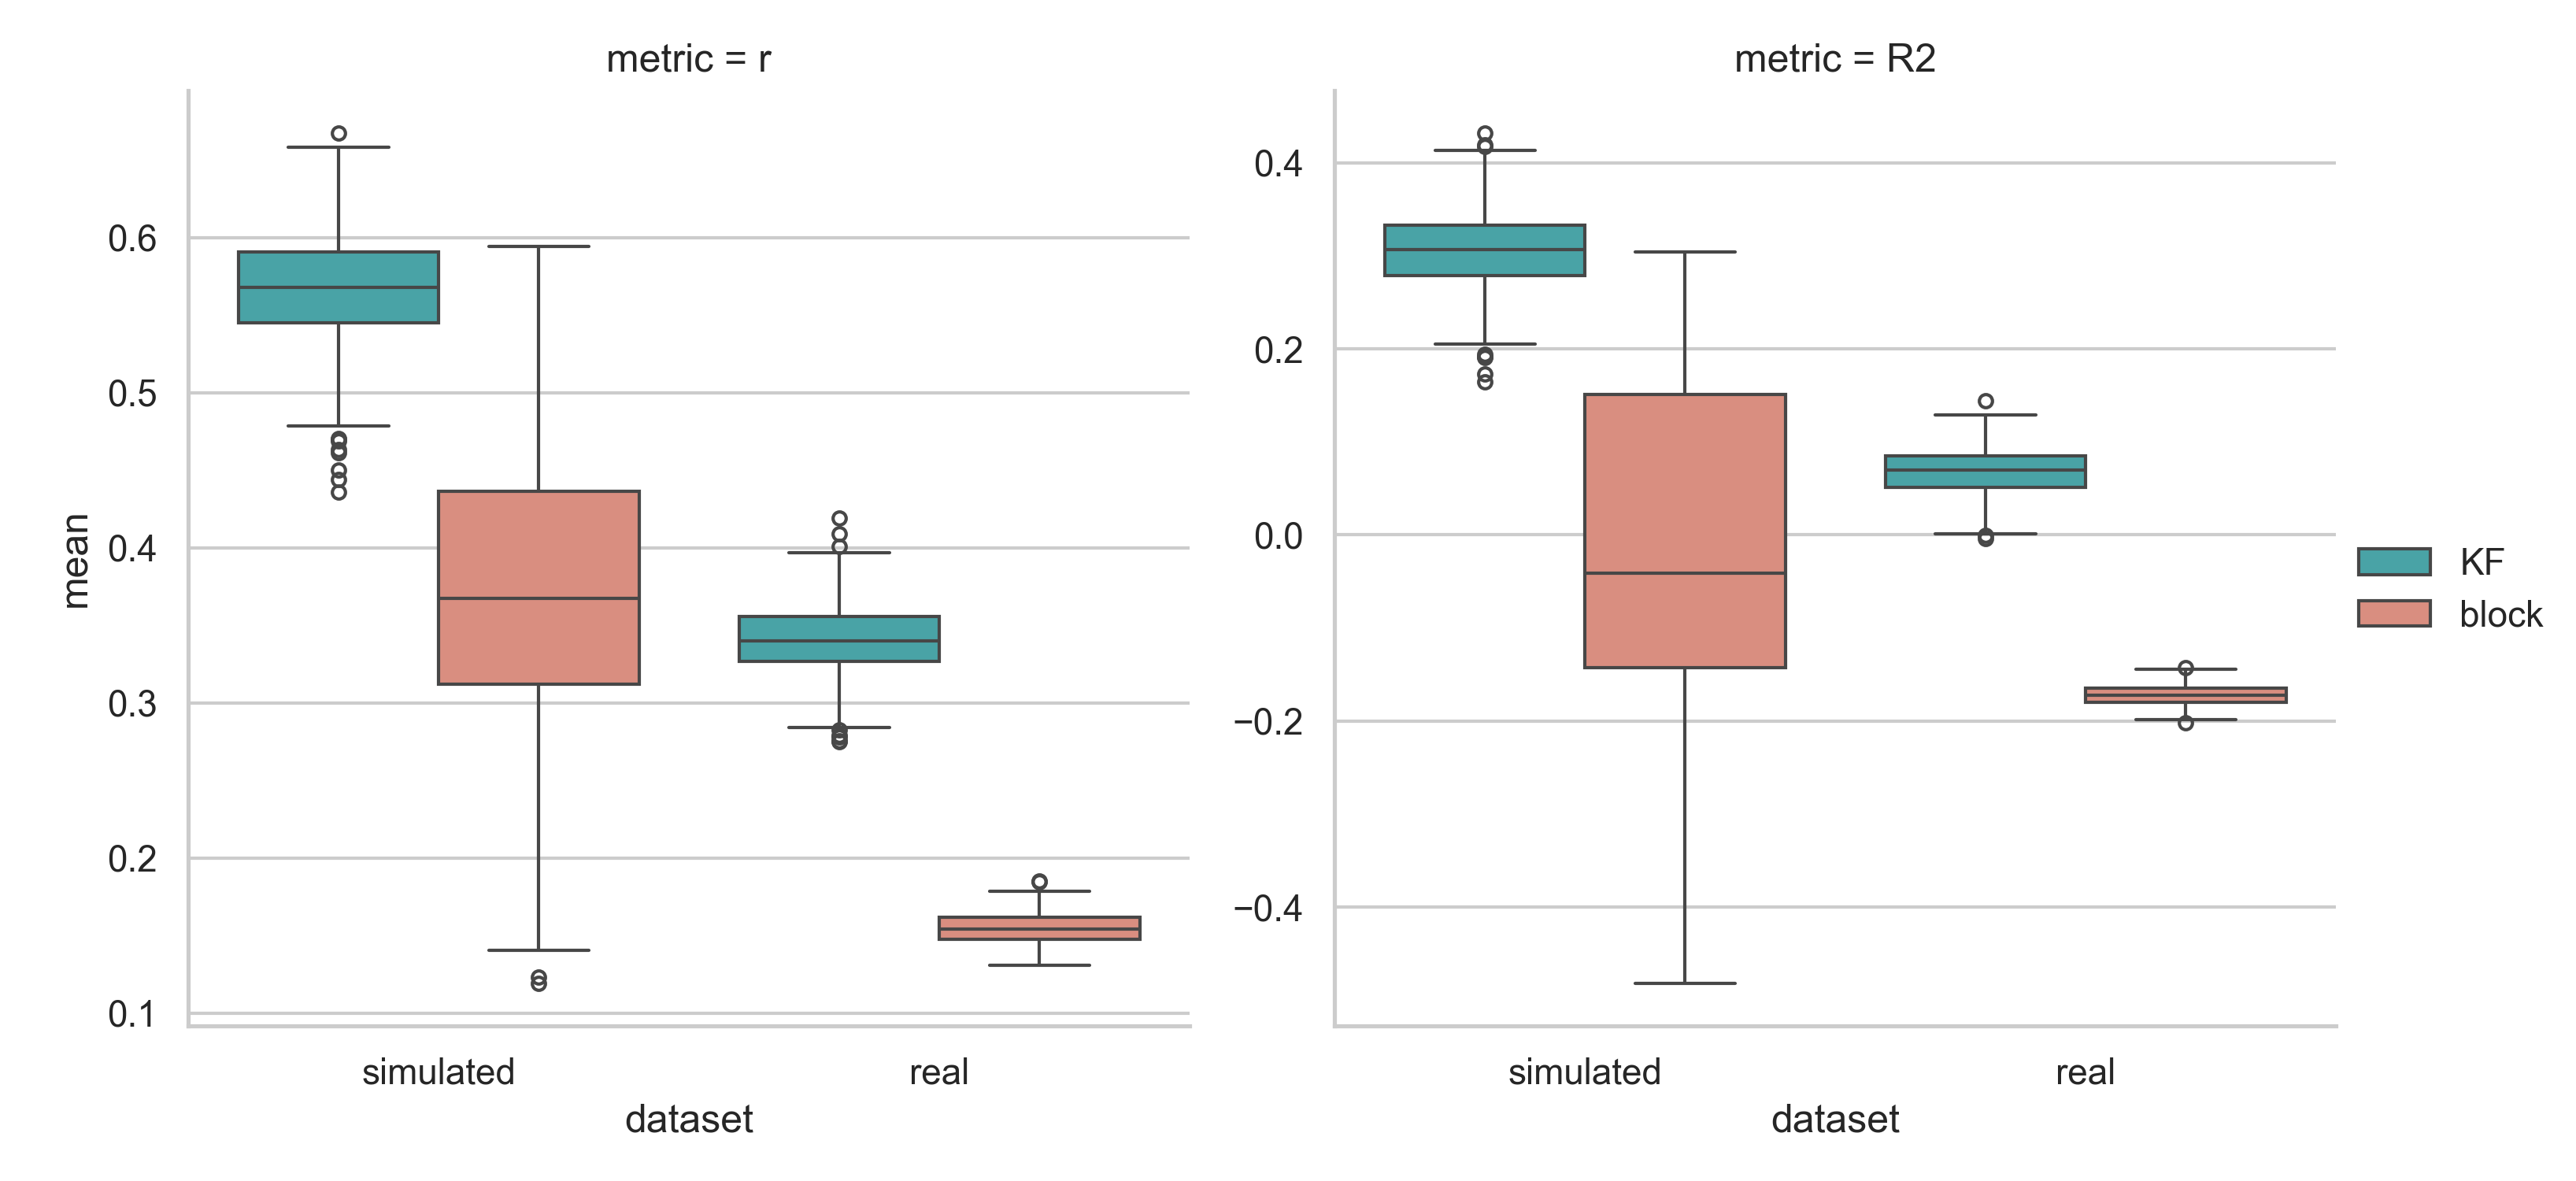 metric = r
metric = R2
mean
0.6
0.5
0.4
0.3
0.2
0.1
simulated
real
dataset
0.4
0.2
0.0
−0.2
−0.4
simulated
real
dataset
KF
block